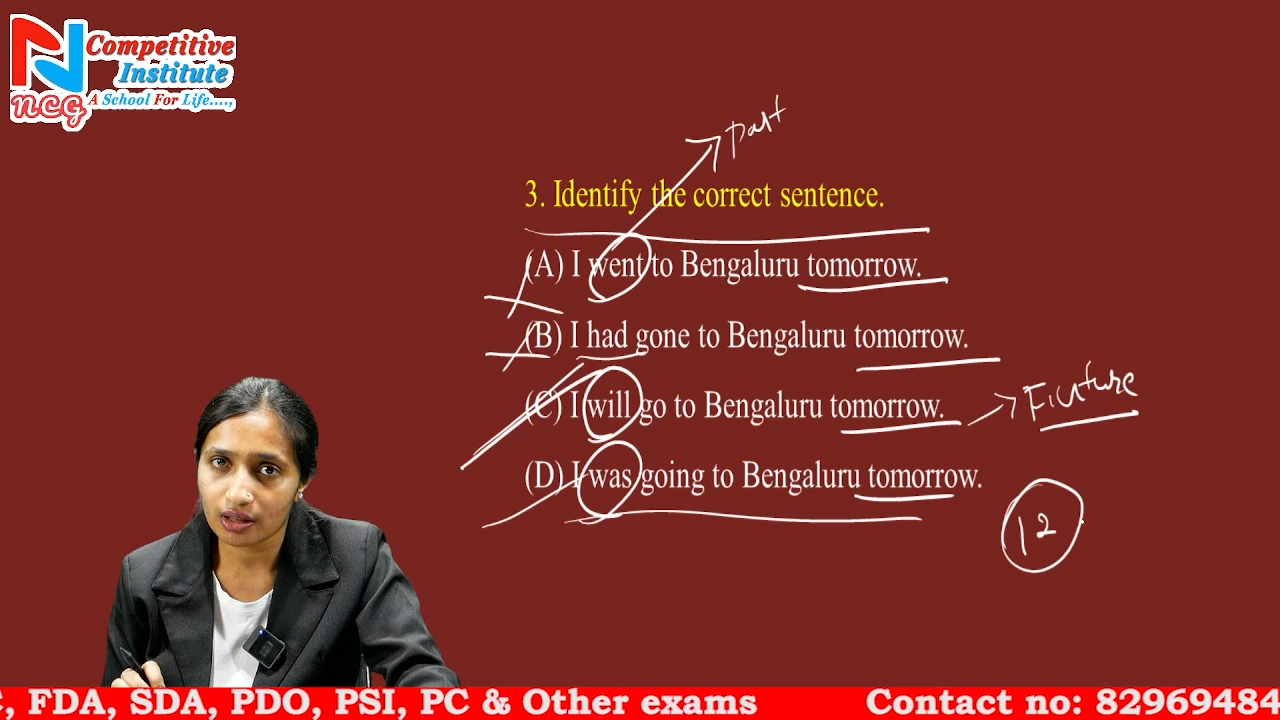 Competitive
Institute
NCG A School For Life....,
past
3. Identify the correct sentence.
(A) I went to Bengaluru tomorrow.
(B) I had gone to Bengaluru tomorrow.
(C) I will go to Bengaluru tomorrow.
Future
(D) I was going to Bengaluru tomorrow.
12
, FDA, SDA, PDO, PSI, PC & Other exams Contact no: 82969484